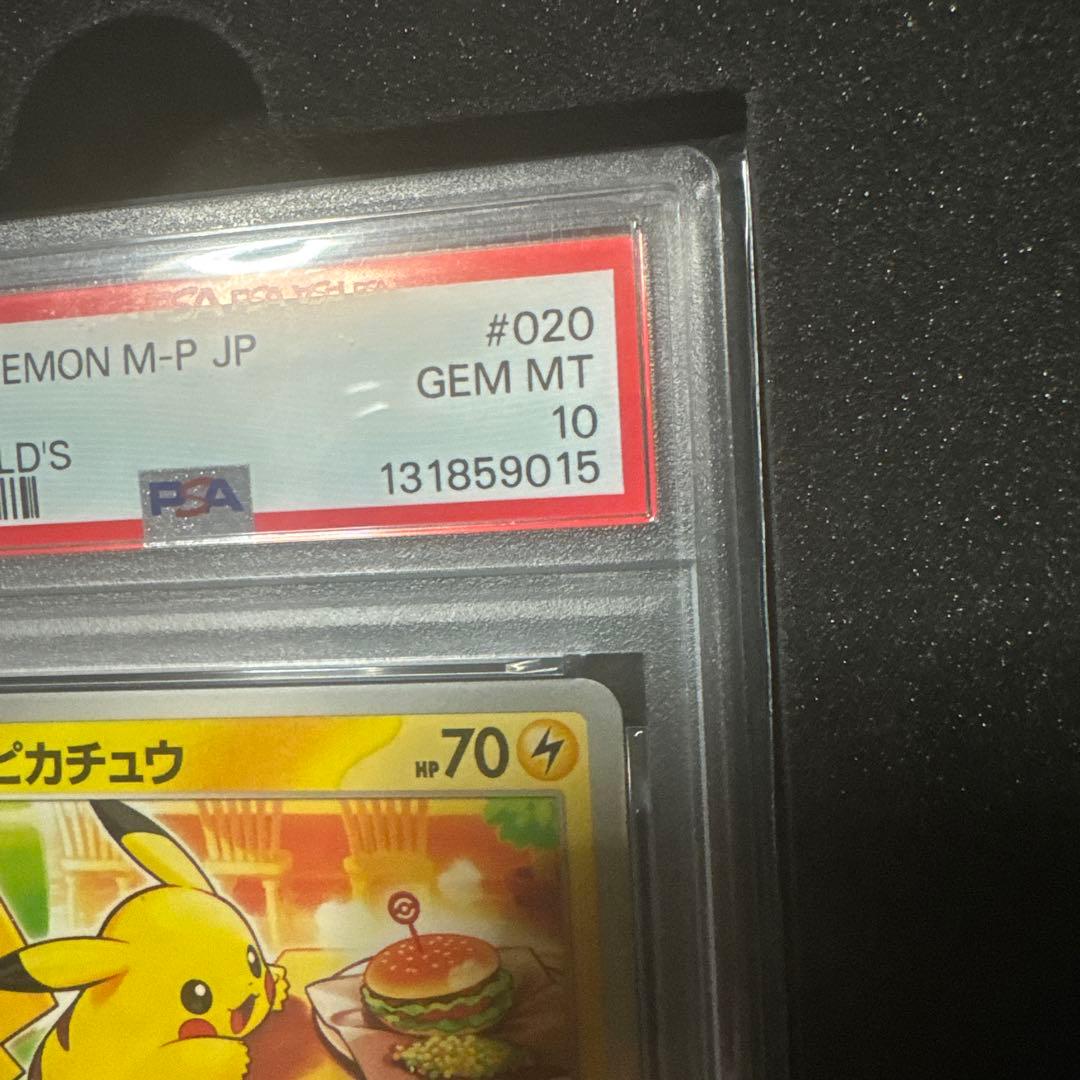 EMON M-P JP
#020
GEM MT
LD'S
10
PSA
131859015
ピカチュウ
HP70